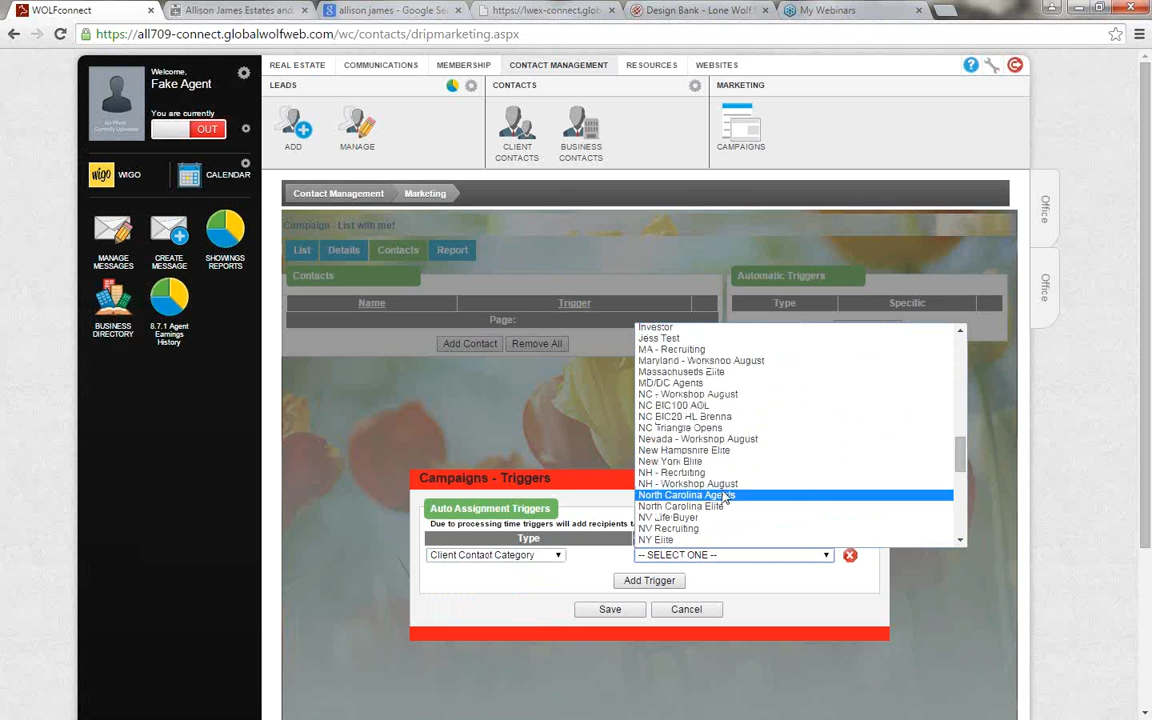 WOLFconnect
Allison James Estates and
allison james - Google Sea
https://lwex-connect.glob
Design Bank - Lone Wolf
My Webinars
https://all709-connect.globalwolfweb.com/wc/contacts/dripmarketing.aspx
Welcome,
Fake Agent
No Photo
Currently Uploaded
You are currently
OUT
WIGO
CALENDAR
MANAGE
MESSAGES
CREATE
MESSAGE
SHOWINGS
REPORTS
BUSINESS
DIRECTORY
8.7.1 Agent
Earnings
History
REAL ESTATE COMMUNICATIONS MEMBERSHIP CONTACT MANAGEMENT RESOURCES WEBSITES
LEADS
ADD
MANAGE
CONTACTS
CLIENT
CONTACTS
BUSINESS
CONTACTS
MARKETING
CAMPAIGNS
Contact Management Marketing
Campaign - List with me!
List Details Contacts Report
Contacts
Name Trigger
Page:
Add Contact Remove All
Automatic Triggers
Type Specific
Office
Office
Campaigns - Triggers
Auto Assignment Triggers
Due to processing time triggers will add recipients
Type
Client Contact Category
Investor
Jess Test
MA - Recruiting
Maryland - Workshop August
Massachusetts Elite
MD/DC Agents
NC - Workshop August
NC BIC100 AOL
NC BIC20 HL Brenna
NC Triangle Opens
Nevada - Workshop August
New Hampshire Elite
New York Elite
NH - Recruiting
NH - Workshop August
North Carolina Agents
North Carolina Elite
NV Life Buyer
NV Recruiting
NY Elite
-- SELECT ONE --
Add Trigger
Save Cancel